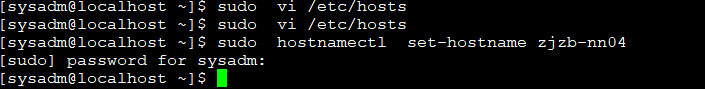 [sysadm@localhost ~]$ sudo  vi /etc/hosts
[sysadm@localhost ~]$ sudo  vi /etc/hosts
[sysadm@localhost ~]$ sudo  hostnamectl  set-hostname zjzb-nn04
[sudo] password for sysadm:
[sysadm@localhost ~]$